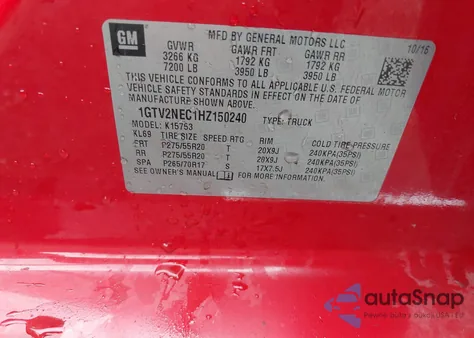 GM
MFD BY GENERAL MOTORS LLC
10/16
GVWR GAWR FRT GAWR RR
3266 KG 1792 KG 1792 KG
7200 LB 3950 LB 3950 LB
THIS VEHICLE CONFORMS TO ALL APPLICABLE U.S. FEDERAL MOTOR
VEHICLE SAFETY STANDARDS IN EFFECT ON THE DATE OF
MANUFACTURE SHOWN ABOVE.
1GTV2NEC1HZ150240 TYPE: TRUCK
MODEL: K15753
KL69 TIRE SIZE SPEED RTG RIM COLD TIRE PRESSURE
FRT P275/55R20 T 20X9J 240KPA(35PSI)
RR P275/55R20 T 20X9J 240KPA(35PSI)
SPA P265/70R17 S 17X7.5J 240KPA(35PSI)
SEE OWNER'S MANUAL FOR MORE INFORMATION.
autoSnap